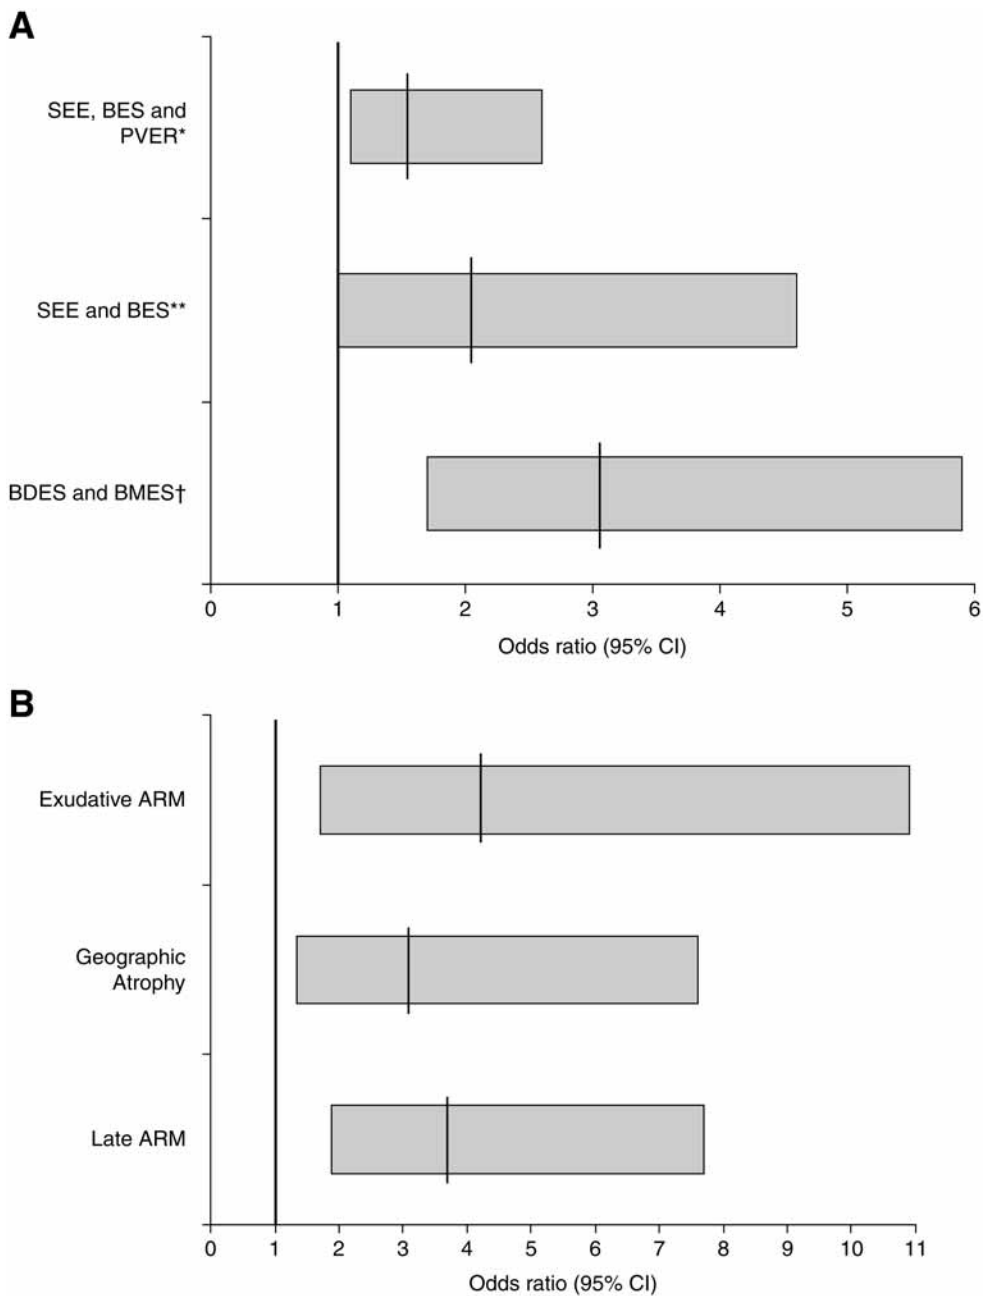 A
SEE, BES and
PVER*
SEE and BES**
BDES and BMES†
0 1 2 3 4 5 6
Odds ratio (95% CI)
B
Exudative ARM
Geographic
Atrophy
Late ARM
0 1 2 3 4 5 6 7 8 9 10 11
Odds ratio (95% CI)